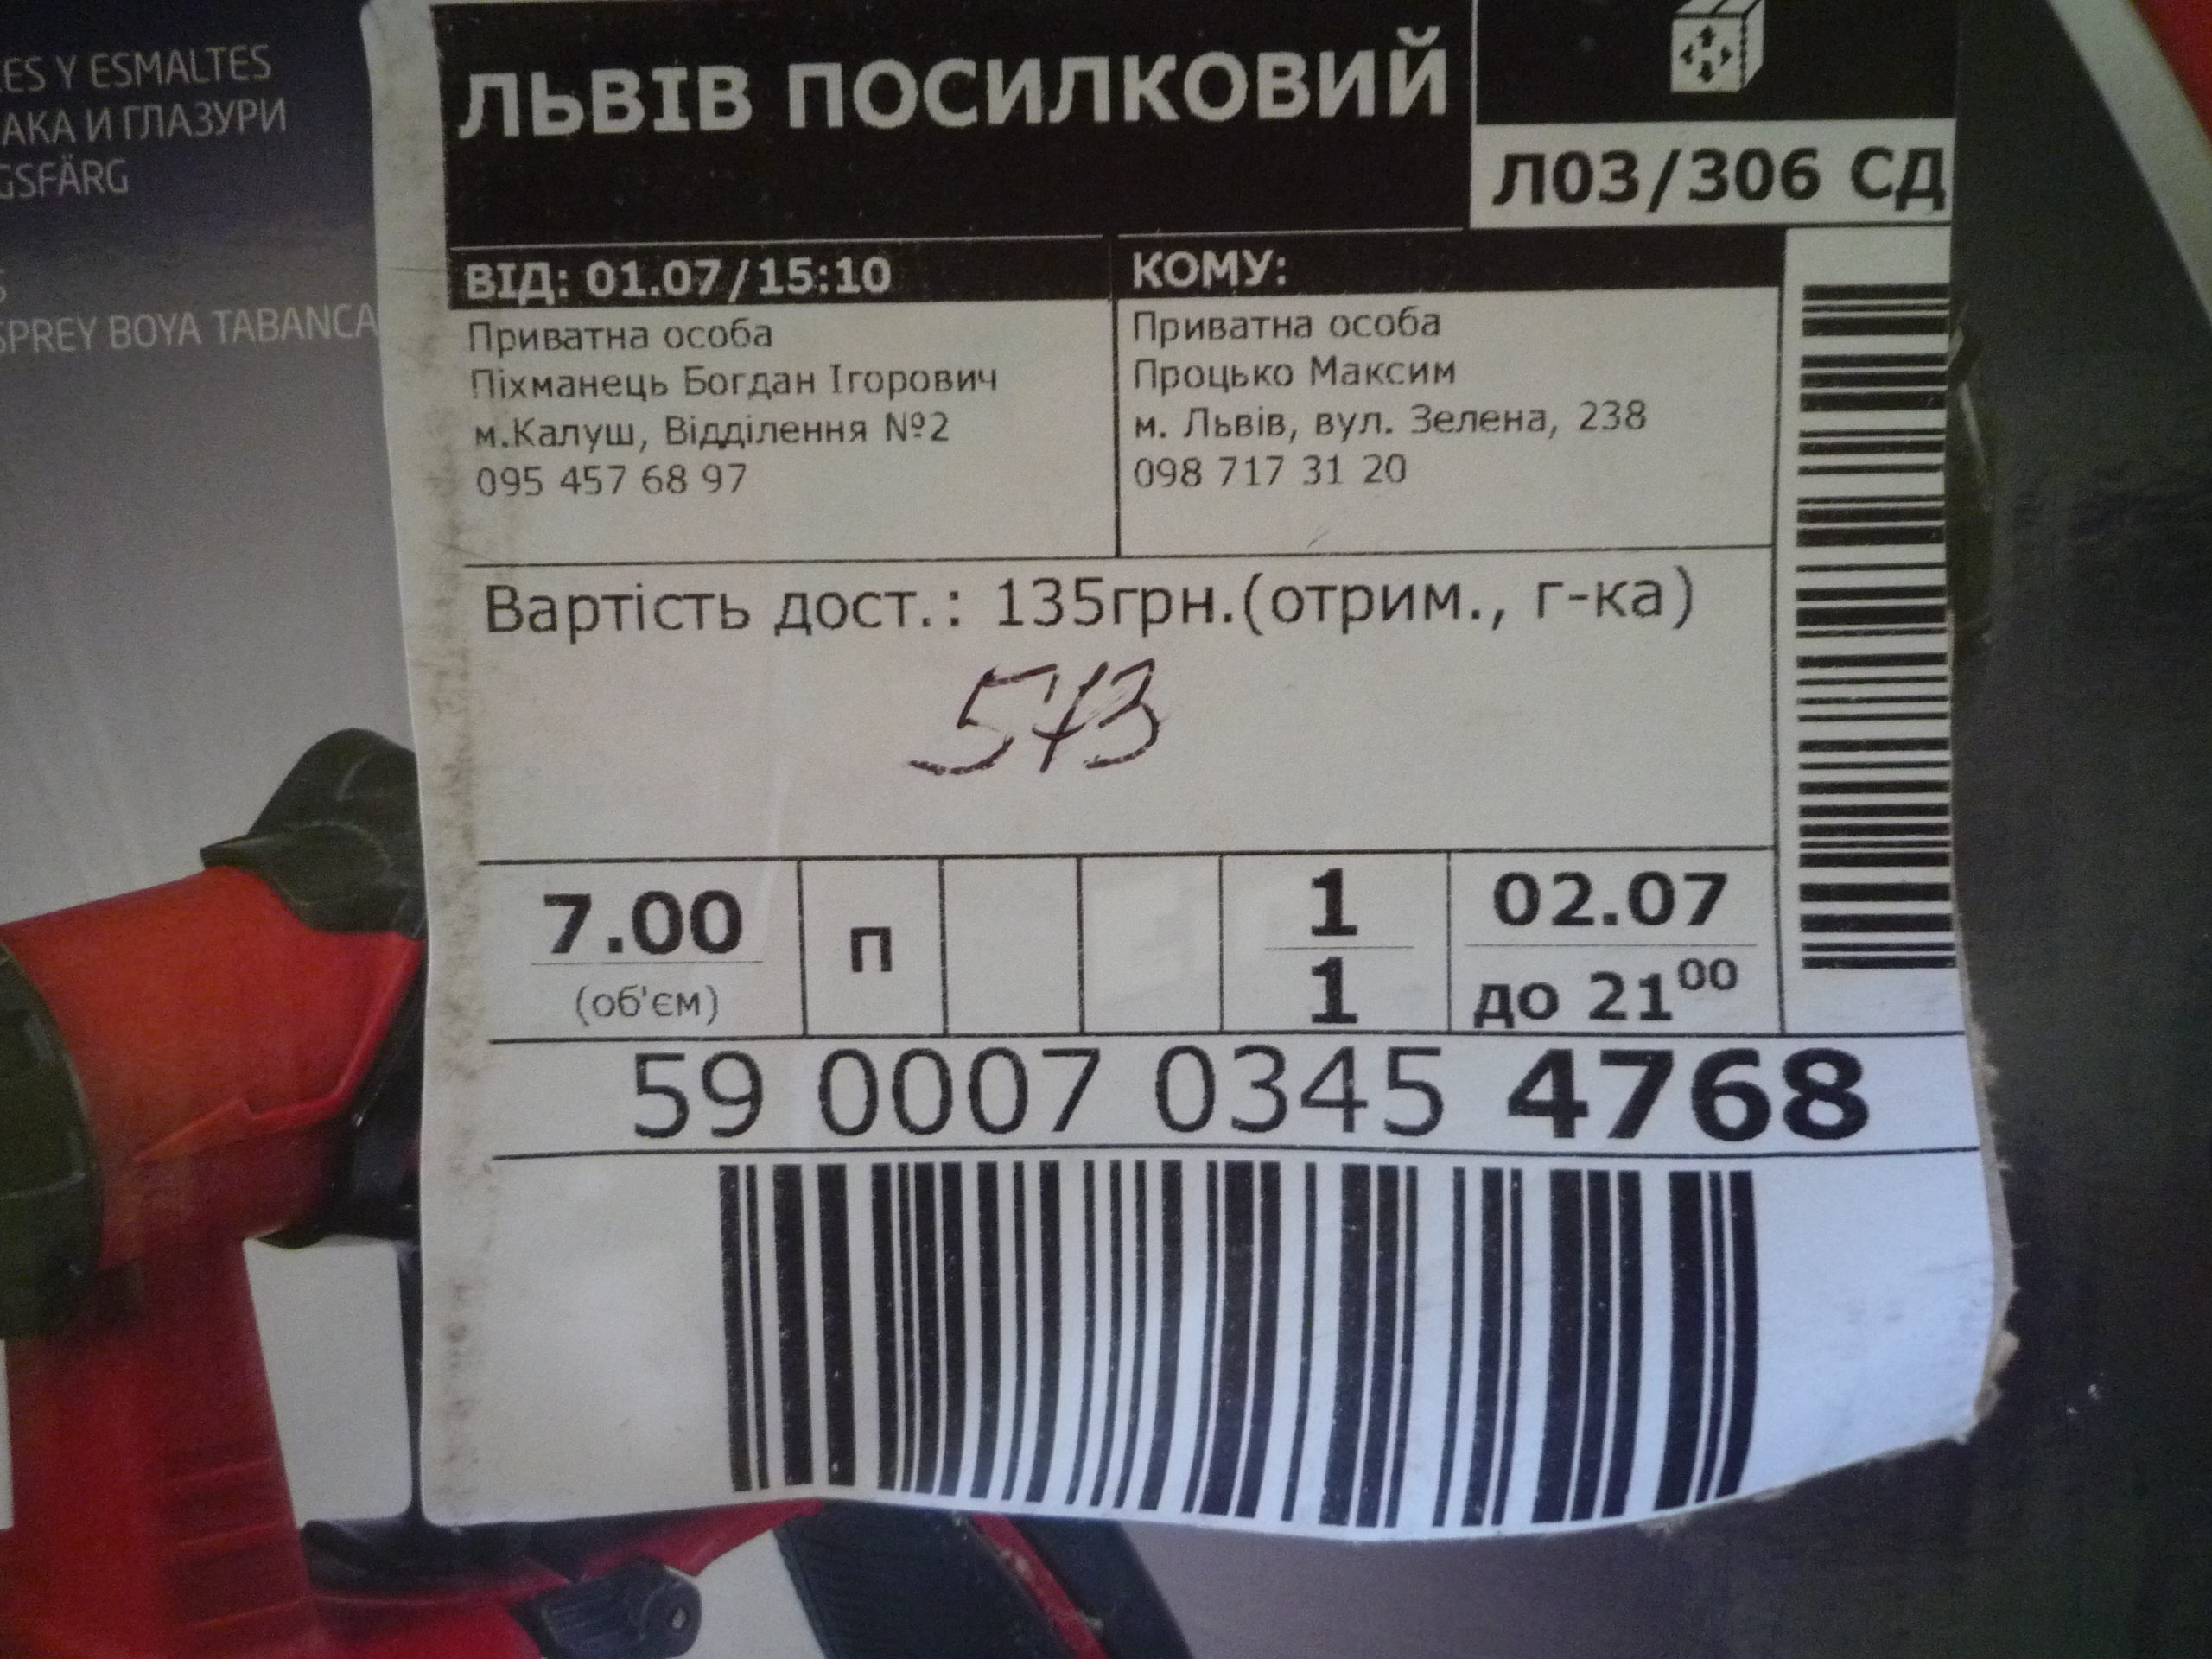 ES Y ESMALTES
АКА И ГЛАЗУРИ
GSFÄRG
SPREY BOYA TABANCA
ЛЬВІВ ПОСИЛКОВИЙ
Л03/306 СД
ВІД: 01.07/15:10
Приватна особа
Піхманець Богдан Ігорович
м.Калуш, Відділення №2
095 457 68 97
КОМУ:
Приватна особа
Процько Максим
м. Львів, вул. Зелена, 238
098 717 31 20
Вартість дост.: 135грн.(отрим., г-ка)
573
7.00
(об'єм)
п
1
1
02.07
до 21⁰⁰
59 0007 0345 4768